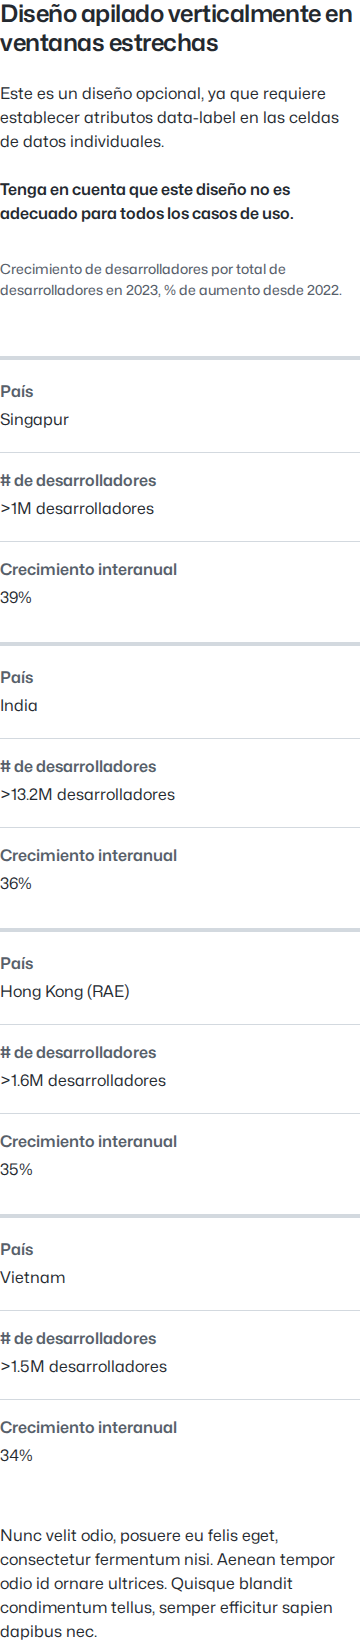 Diseño apilado verticalmente en
ventanas estrechas
Este es un diseño opcional, ya que requiere
establecer atributos data-label en las celdas
de datos individuales.
Tenga en cuenta que este diseño no es
adecuado para todos los casos de uso.
Crecimiento de desarrolladores por total de
desarrolladores en 2023, % de aumento desde 2022.
País
Singapur
# de desarrolladores
>1M desarrolladores
Crecimiento interanual
39%
País
India
# de desarrolladores
>13.2M desarrolladores
Crecimiento interanual
36%
País
Hong Kong (RAE)
# de desarrolladores
>1.6M desarrolladores
Crecimiento interanual
35%
País
Vietnam
# de desarrolladores
>1.5M desarrolladores
Crecimiento interanual
34%
Nunc velit odio, posuere eu felis eget,
consectetur fermentum nisi. Aenean tempor
odio id ornare ultrices. Quisque blandit
condimentum tellus, semper efficitur sapien
dapibus nec.